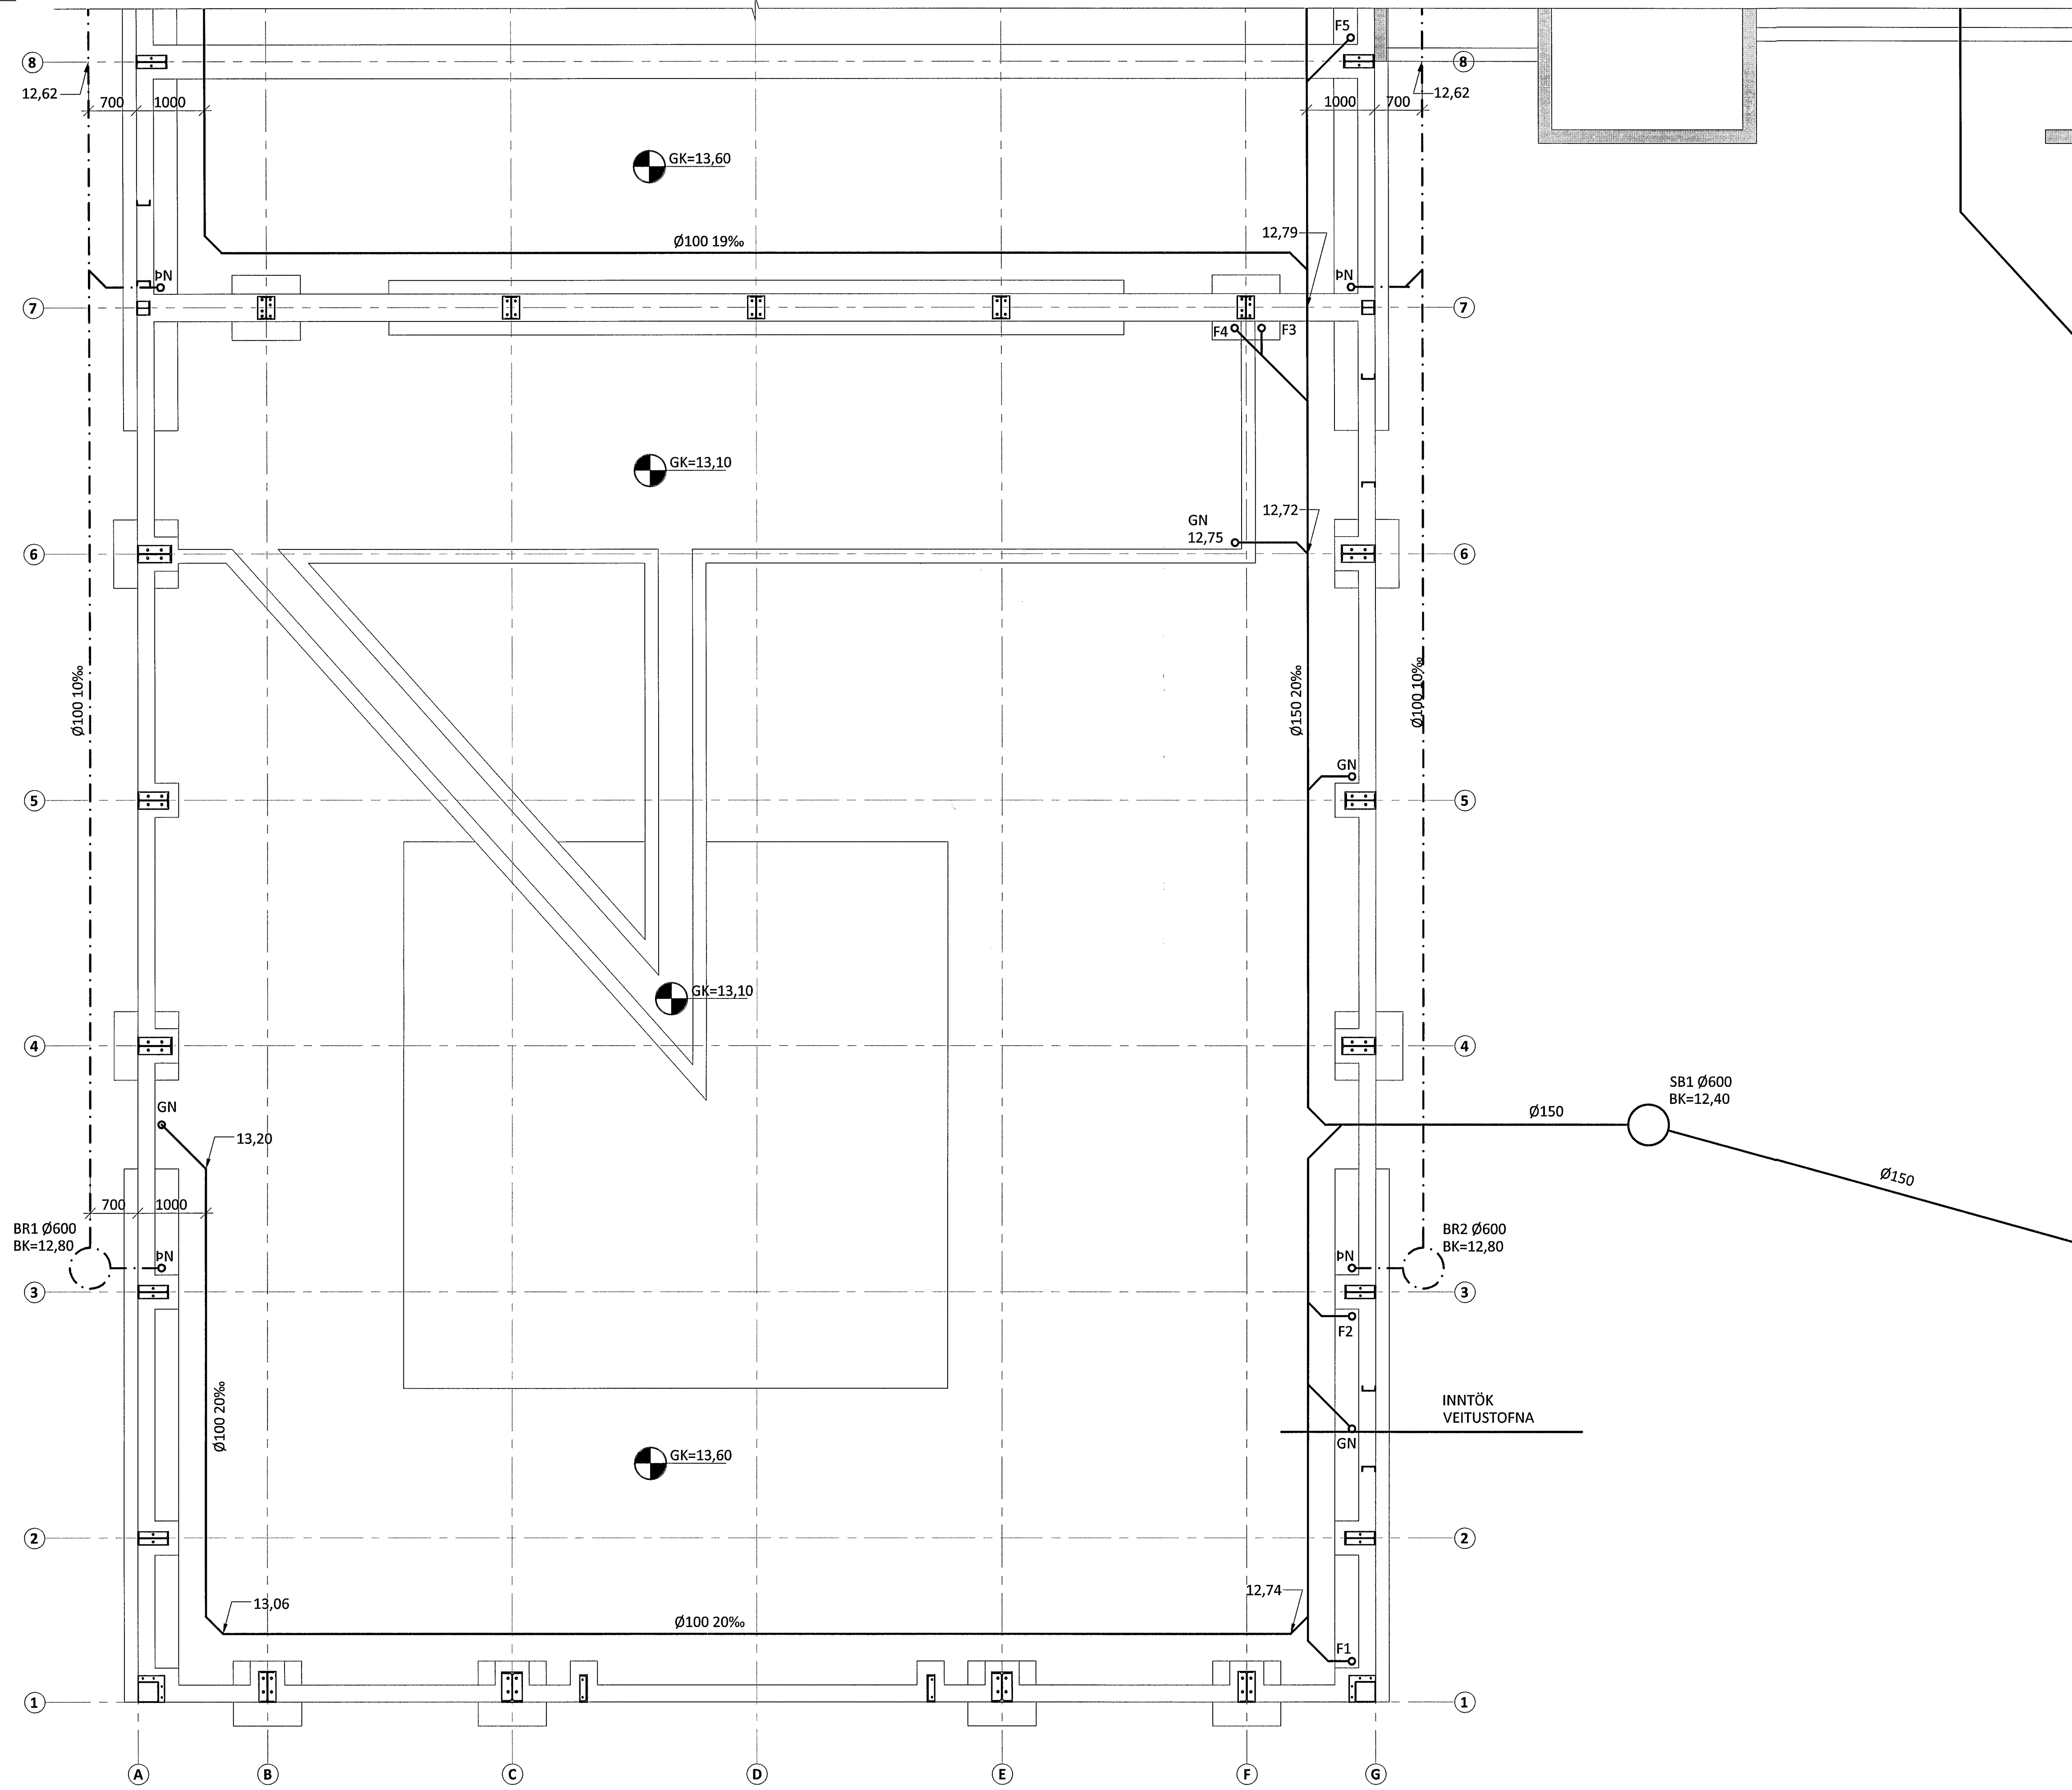 F5
8
8
12,62
700
1000
1000
700
12,62
GK=13,60
Ø100 19‰
12,79
ÞN
ÞN
7
7
F4
F3
GK=13,10
GN
12,75
12,72
6
6
Ø100 10‰
Ø150 20‰
Ø100 10‰
GN
5
5
GK=13,10
4
4
SB1 Ø600
BK=12,40
Ø150
Ø150
GN
13,20
700
1000
BR1 Ø600
BK=12,80
ÞN
ÞN
BR2 Ø600
BK=12,80
3
3
F2
Ø100 20‰
INNTÖK
VEITUSTOFNA
GN
GK=13,60
2
2
13,06
12,74
Ø100 20‰
F1
1
1
A
B
C
D
E
F
G